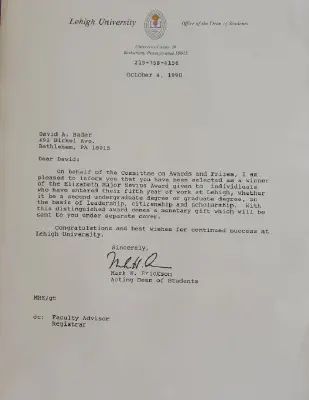 Lehigh University
Office of the Dean of Students
University Center 29
Bethlehem, Pennsylvania 18015
215-758-4156
October 4, 1990
David A. Bader
Ave.
Bethlehem, PA 18015
Dear David:
On behalf of the Committee on Awards and Prizes, I am
pleased to inform you that you have been selected as a winner
of the Elizabeth Major Nevius Award given to individuals
who have entered their fifth year of work at Lehigh, whether
it be a second undergraduate degree or graduate degree, on
the basis of leadership, citizenship and scholarship. With
this distinguished award comes a monetary gift which will be
sent to you under separate cover.
Congratulations and best wishes for continued success at
Lehigh University.
Sincerely,
Mark H. Erickson
Acting Dean of Students
MHE/gt
cc: Faculty Advisor
Registrar